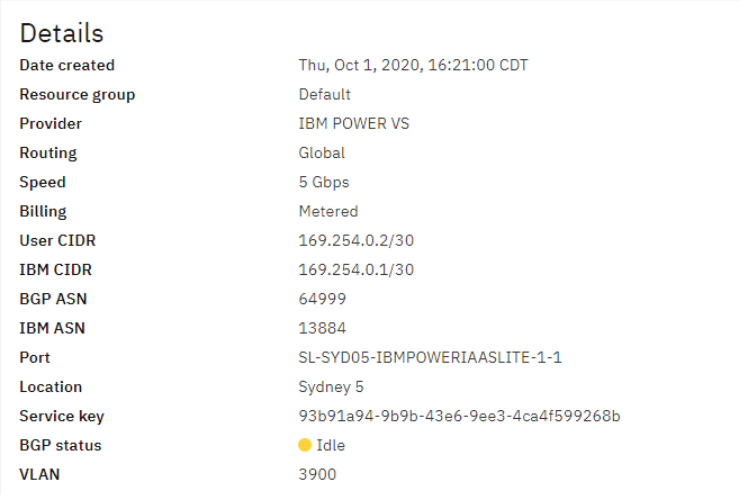 Details
Date created Thu, Oct 1, 2020, 16:21:00 CDT
Resource group Default
Provider IBM POWER VS
Routing Global
Speed 5 Gbps
Billing Metered
User CIDR 169.254.0.2/30
IBM CIDR 169.254.0.1/30
BGP ASN 64999
IBM ASN 13884
Port SL-SYD05-IBMPOWERIAASLITE-1-1
Location Sydney 5
Service key 93b91a94-9b9b-43e6-9ee3-4ca4f599268b
BGP status Idle
VLAN 3900